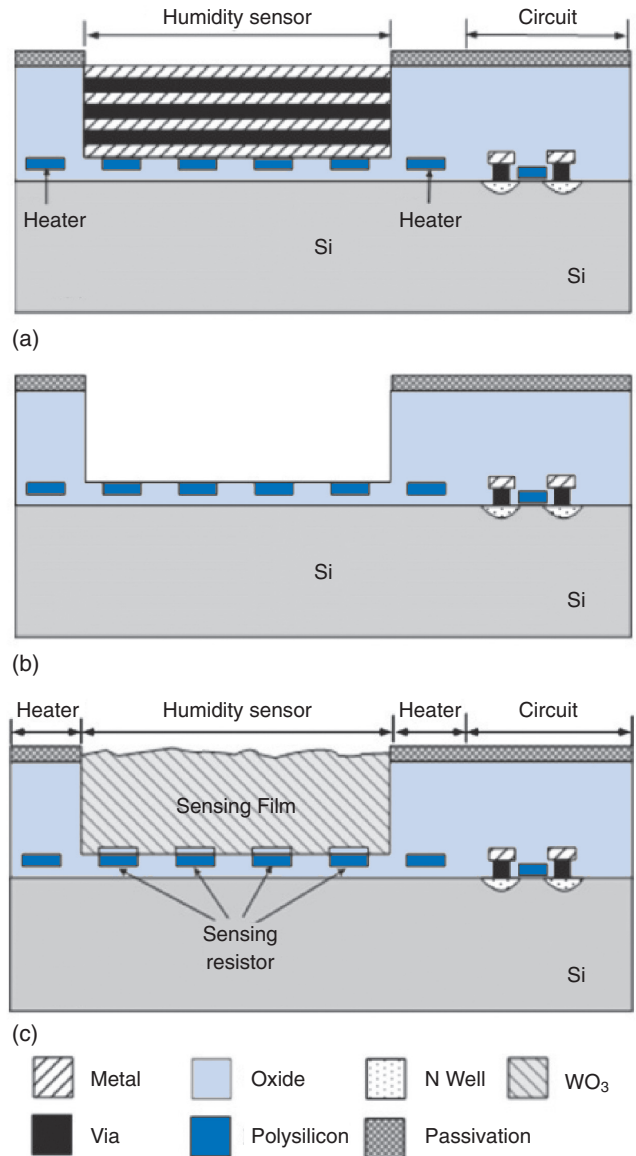 Humidity sensor
Circuit
Heater
Heater
Si
Si
(a)
Si
Si
(b)
Heater
Humidity sensor
Heater
Circuit
Sensing Film
Sensing
resistor
Si
(c)
Metal
Oxide
N Well
WO₃
Via
Polysilicon
Passivation